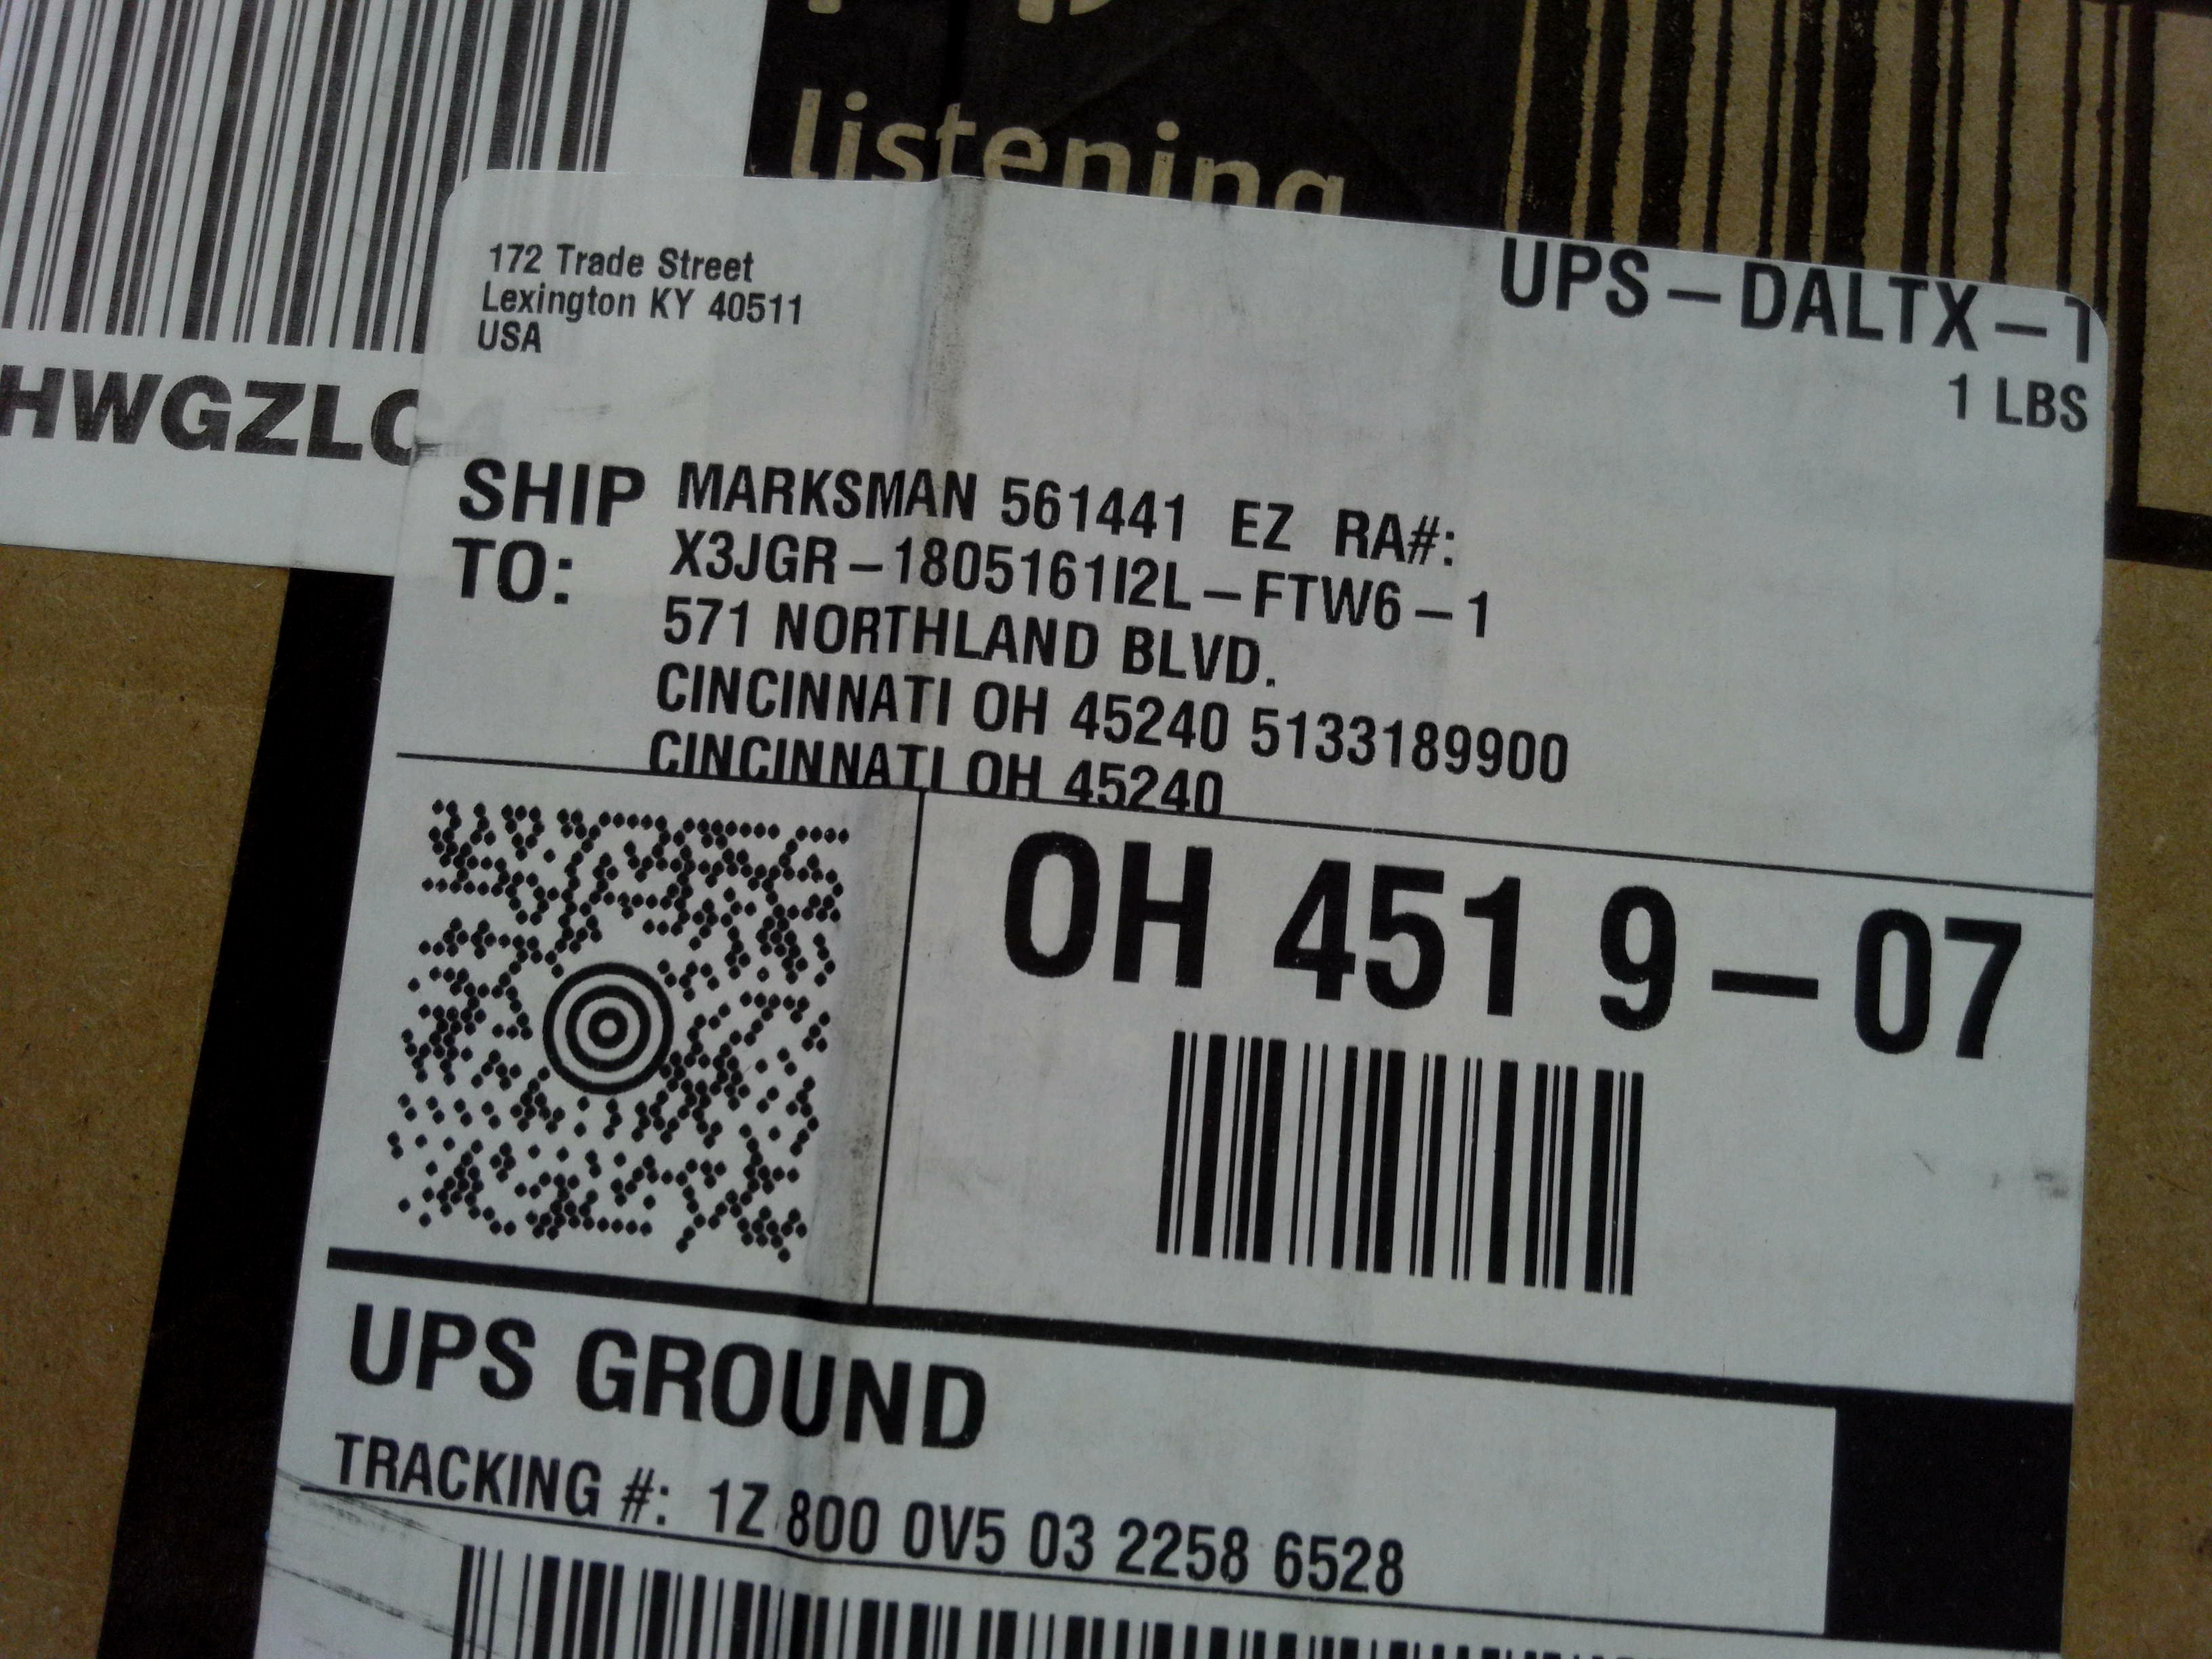 listening
172 Trade Street
Lexington KY 40511
USA
UPS-DALTX-1
1 LBS
HWGZLC
SHIP TO:
MARKSMAN 561441 EZ RA#:
X3JGR-1805161I2L-FTW6-1
571 NORTHLAND BLVD.
CINCINNATI OH 45240 5133189900
CINCINNATI OH 45240
OH 451 9-07
UPS GROUND
TRACKING #: 1Z 800 0V5 03 2258 6528